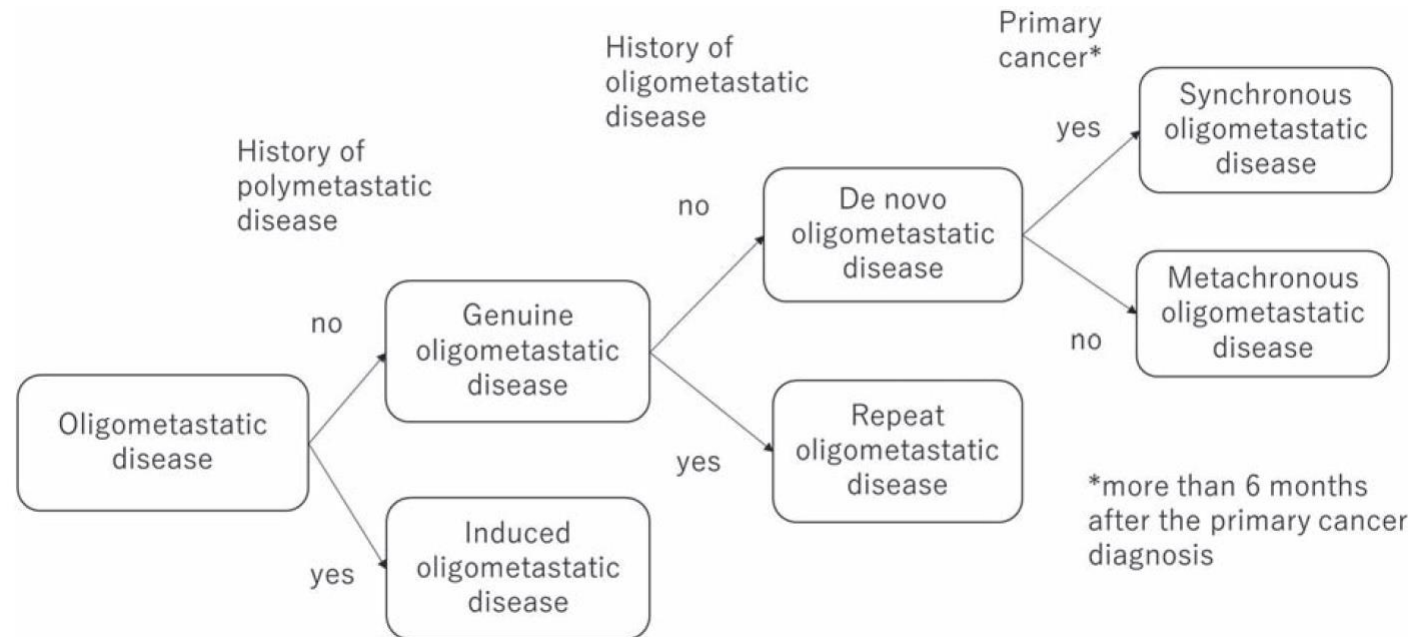 History of
polymetastatic
disease
History of
oligometastatic
disease
Primary
cancer*
Oligometastatic
disease
no
yes
Genuine
oligometastatic
disease
Induced
oligometastatic
disease
no
yes
De novo
oligometastatic
disease
Repeat
oligometastatic
disease
yes
no
Synchronous
oligometastatic
disease
Metachronous
oligometastatic
disease
*more than 6 months
after the primary cancer
diagnosis